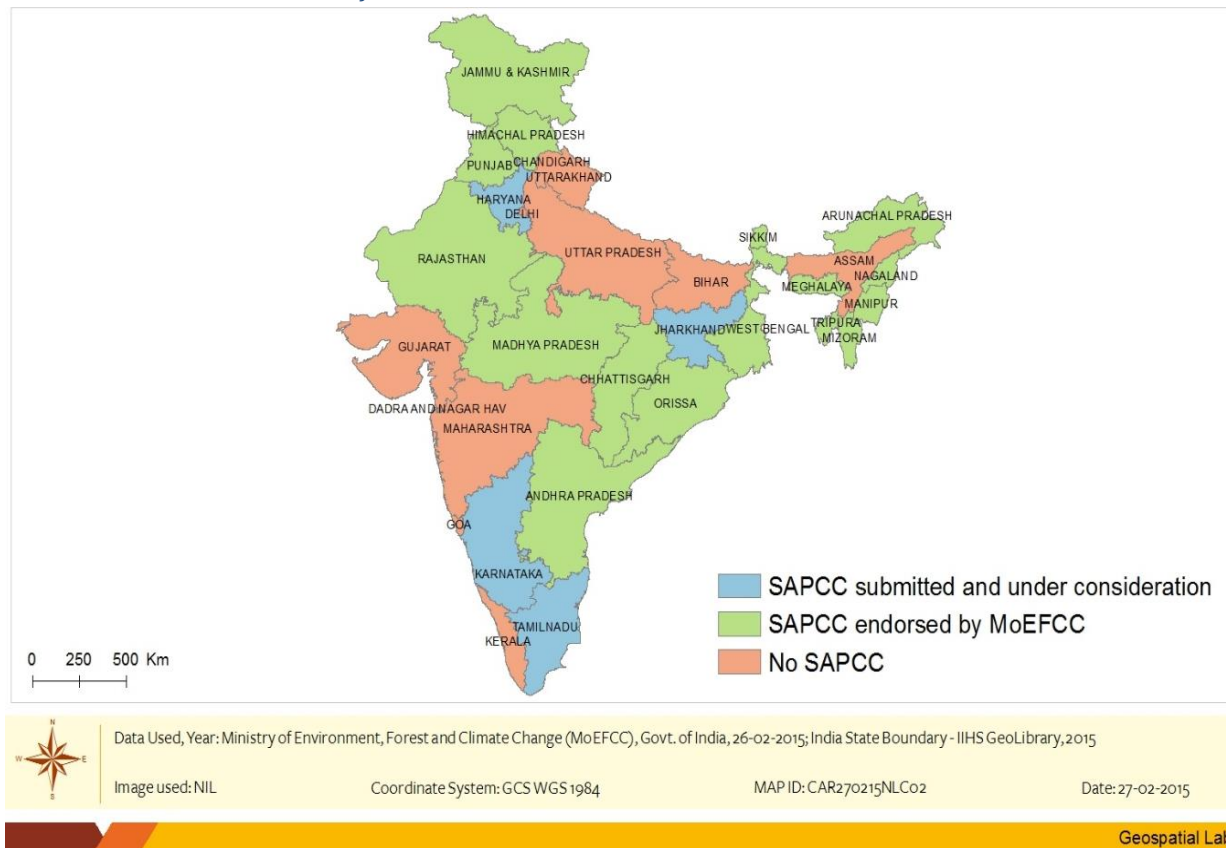 JAMMU & KASHMIR
HIMACHAL PRADESH
PUNJAB
CHANDIGARH
UTTARAKHAND
HARYANA
DELHI
ARUNACHAL PRADESH
SIKKIM
RAJASTHAN
UTTAR PRADESH
ASSAM
NAGALAND
BIHAR
MEGHALAYA
MANIPUR
TRIPURA
JHARKHAND
WEST BENGAL
MIZORAM
GUJARAT
MADHYA PRADESH
CHHATTISGARH
DADRA AND NAGAR HAV
ORISSA
MAHARASHTRA
ANDHRA PRADESH
GOA
KARNATAKA
TAMILNADU
KERALA
SAPCC submitted and under consideration
SAPCC endorsed by MoEFCC
No SAPCC
0 250 500 Km
N
W E
S
Data Used, Year: Ministry of Environment, Forest and Climate Change (MoEFCC), Govt. of India, 26-02-2015; India State Boundary - IIHS GeoLibrary, 2015
Image used: NIL Coordinate System: GCS WGS 1984 MAP ID: CAR270215NLC02 Date: 27-02-2015
Geospatial Lab